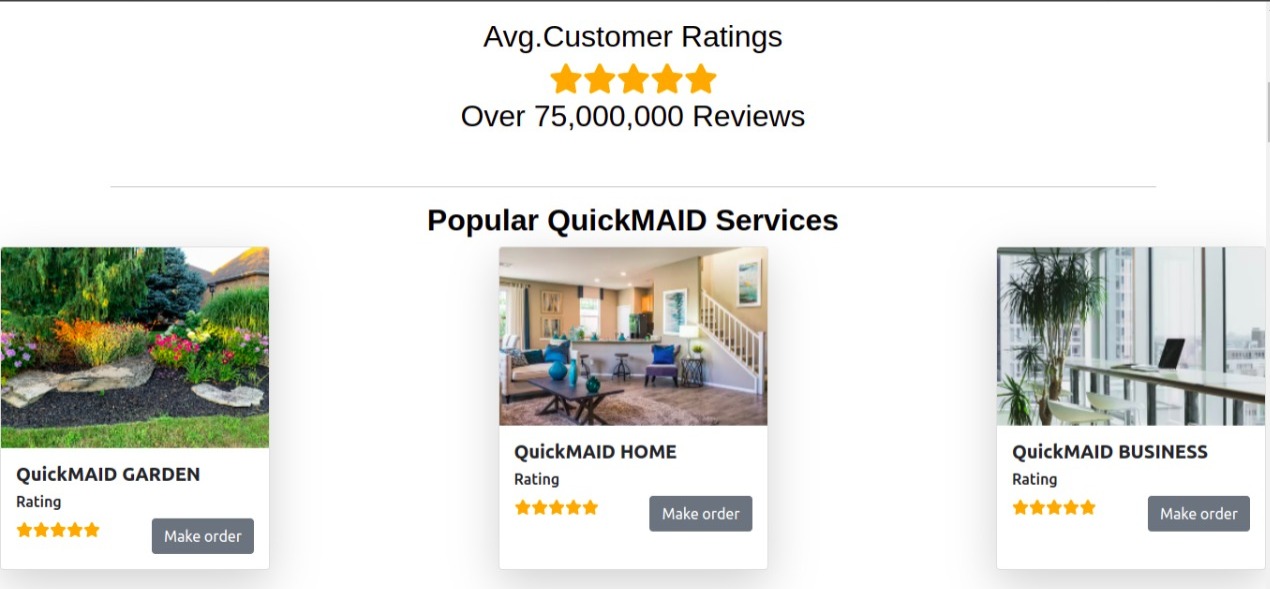 Avg.Customer Ratings
Over 75,000,000 Reviews
Popular QuickMAID Services
QuickMAID GARDEN
Rating
Make order
QuickMAID HOME
Rating
Make order
QuickMAID BUSINESS
Rating
Make order